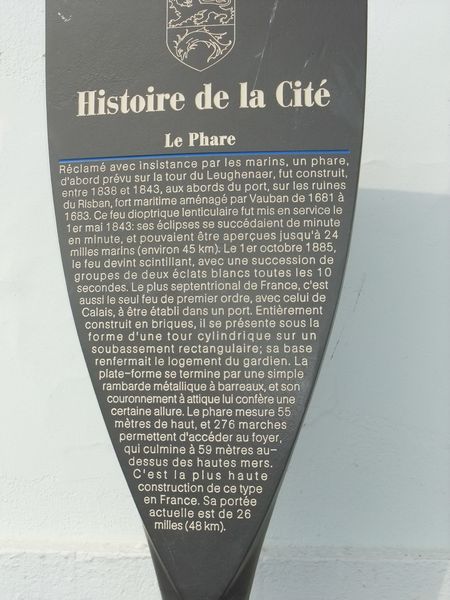 Histoire de la Cité
Le Phare
Réclamé avec insistance par les marins, un phare,
d'abord prévu sur la tour du Leughenaer, fut construit,
entre 1838 et 1843, aux abords du port, sur les ruines
du Risban, fort maritime aménagé par Vauban de 1681 à
1683. Ce feu dioptrique lenticulaire fut mis en service le
1er mai 1843: ses éclipses se succédaient de minute
en minute, et pouvaient être aperçues jusqu'à 24
milles marins (environ 45 km). Le 1er octobre 1885,
le feu devint scintillant, avec une succession de
groupes de deux éclats blancs toutes les 10
secondes. Le plus septentrional de France, c'est
aussi le seul feu de premier ordre, avec celui de
Calais, à être établi dans un port. Entièrement
construit en briques, il se présente sous la
forme d'une tour cylindrique sur un
soubassement rectangulaire; sa base
renfermait le logement du gardien. La
plate-forme se termine par une simple
rambarde métallique à barreaux, et son
couronnement à attique lui confère une
certaine allure. Le phare mesure 55
mètres de haut, et 276 marches
permettent d'accéder au foyer,
qui culmine à 59 mètres au-
dessus des hautes mers.
C'est la plus haute
construction de ce type
en France. Sa portée
actuelle est de 26
milles (48 km).